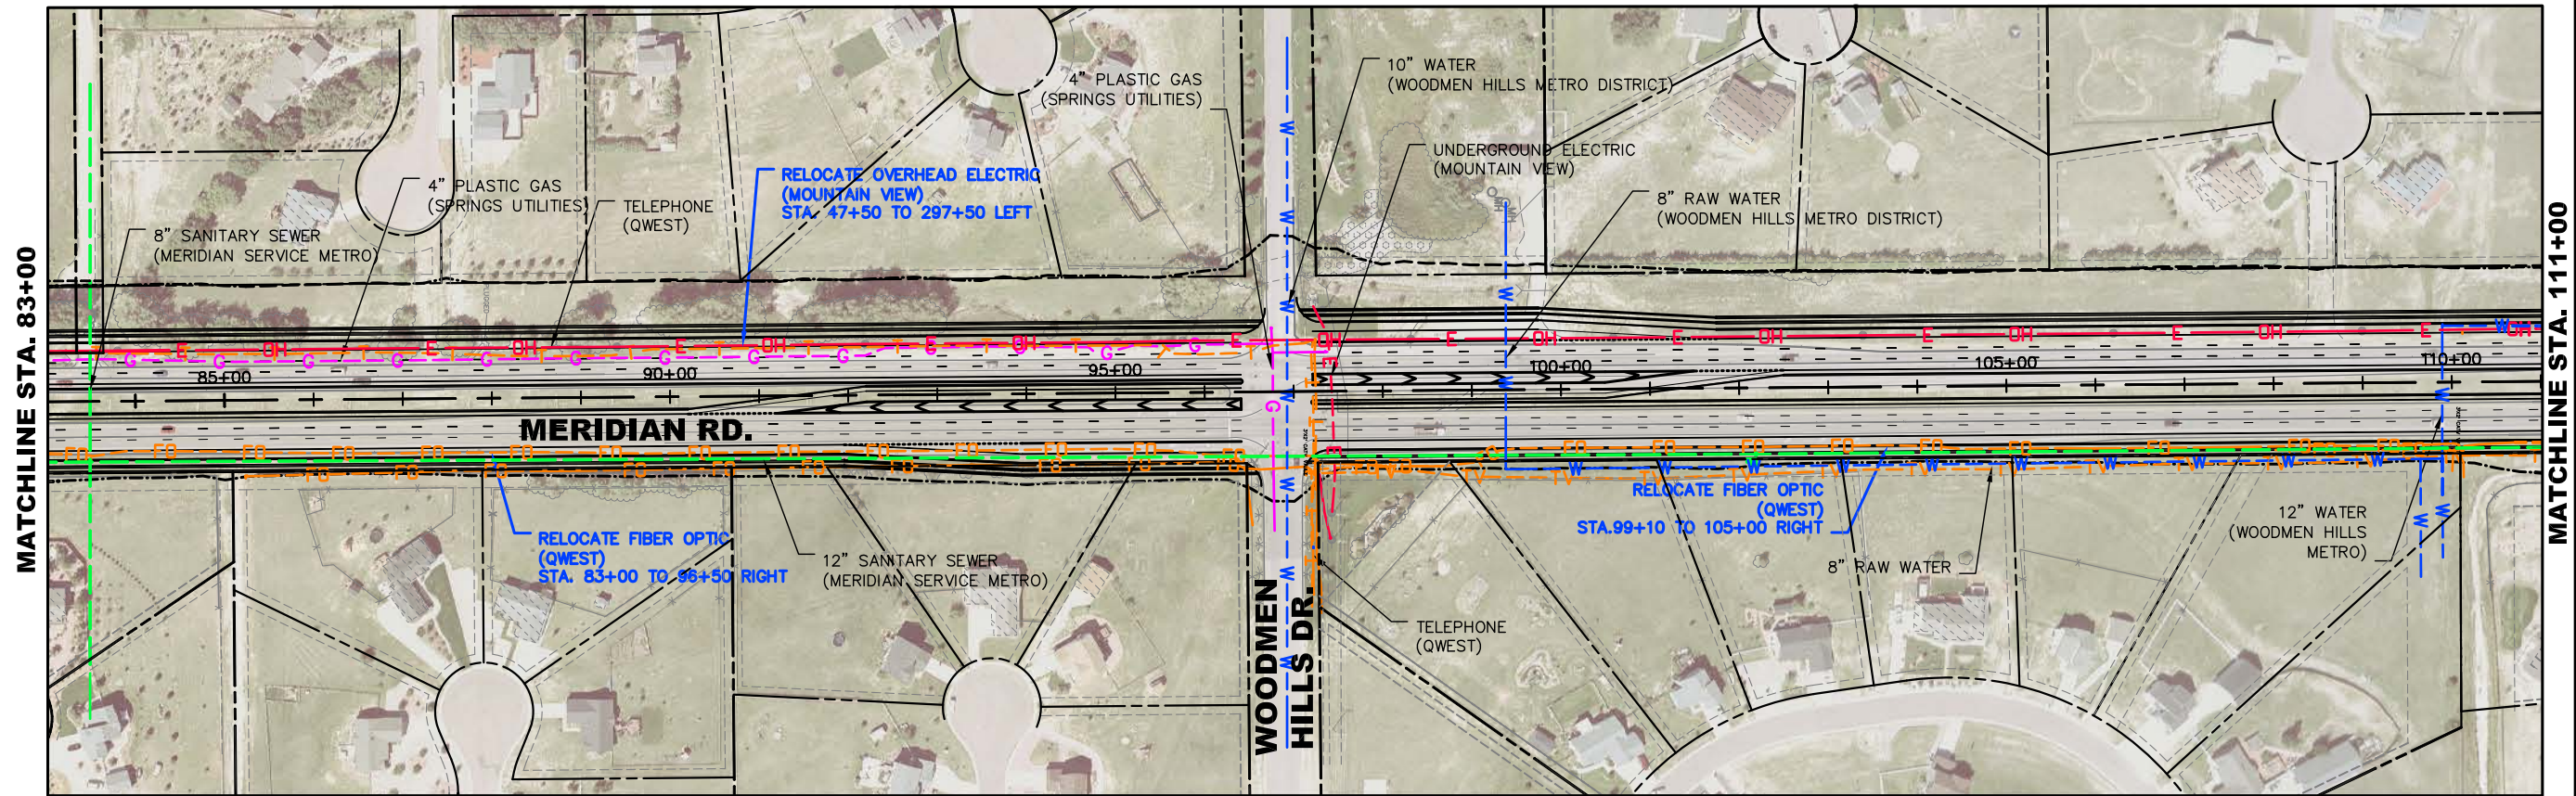 MATCHLINE STA. 83+00
8" SANITARY SEWER
(MERIDIAN SERVICE METRO)
4" PLASTIC GAS
(SPRINGS UTILITIES)
TELEPHONE
(QWEST)
RELOCATE OVERHEAD ELECTRIC
(MOUNTAIN VIEW)
STA. 47+50 TO 297+50 LEFT
4" PLASTIC GAS
(SPRINGS UTILITIES)
10" WATER
(WOODMEN HILLS METRO DISTRICT)
UNDERGROUND ELECTRIC
(MOUNTAIN VIEW)
8" RAW WATER
(WOODMEN HILLS METRO DISTRICT)
85+00
90+00
95+00
100+00
105+00
110+00
MERIDIAN RD.
RELOCATE FIBER OPTIC
(QWEST)
STA. 83+00 TO 96+50 RIGHT
12" SANITARY SEWER
(MERIDIAN SERVICE METRO)
WOODMEN
HILLS DR.
TELEPHONE
(QWEST)
RELOCATE FIBER OPTIC
(QWEST)
STA.99+10 TO 105+00 RIGHT
8" RAW WATER
12" WATER
(WOODMEN HILLS
METRO)
MATCHLINE STA. 111+00